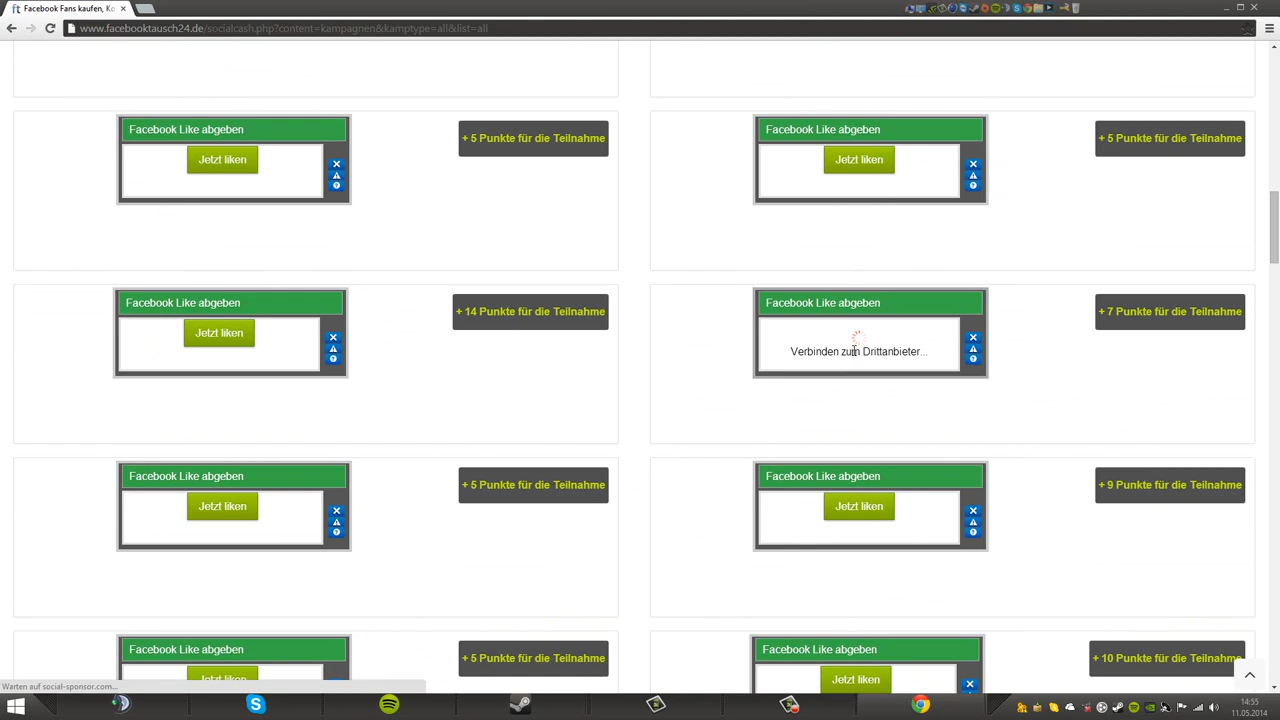 Facebook Fans kaufen, Ko
www.facebooktausch24.de/socialcash.php?content=kampagnen&kamptype=all&list=all
Facebook Like abgeben
+ 5 Punkte für die Teilnahme
Jetzt liken
Facebook Like abgeben
+ 5 Punkte für die Teilnahme
Jetzt liken
Facebook Like abgeben
+ 14 Punkte für die Teilnahme
Jetzt liken
Facebook Like abgeben
+ 7 Punkte für die Teilnahme
Verbinden zum Drittanbieter...
Facebook Like abgeben
+ 5 Punkte für die Teilnahme
Jetzt liken
Facebook Like abgeben
+ 9 Punkte für die Teilnahme
Jetzt liken
Facebook Like abgeben
+ 5 Punkte für die Teilnahme
Jetzt liken
Facebook Like abgeben
+ 10 Punkte für die Teilnahme
Jetzt liken
Warten auf social-sponsor.com...
14:55
11.05.2014